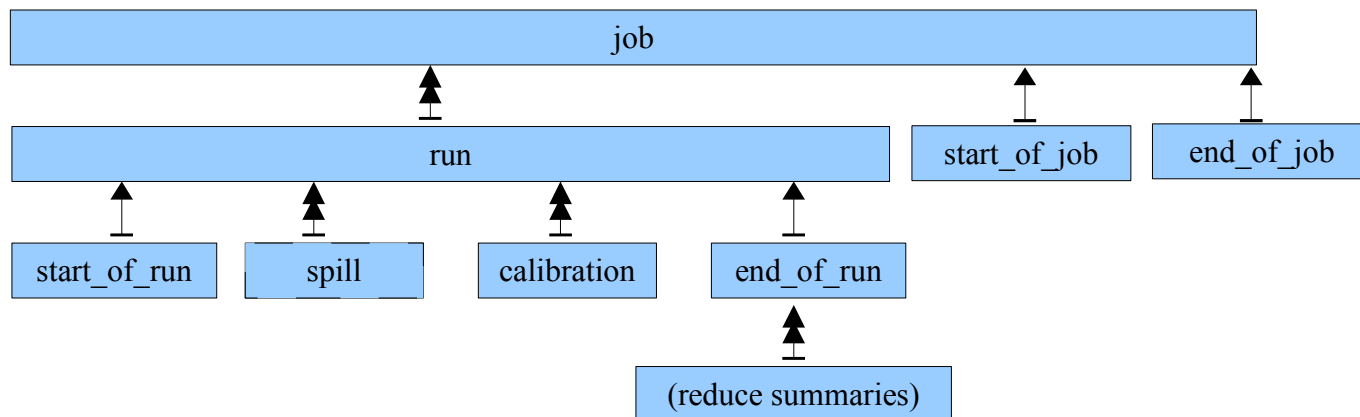 job
run
start_of_job
end_of_job
start_of_run
spill
calibration
end_of_run
(reduce summaries)